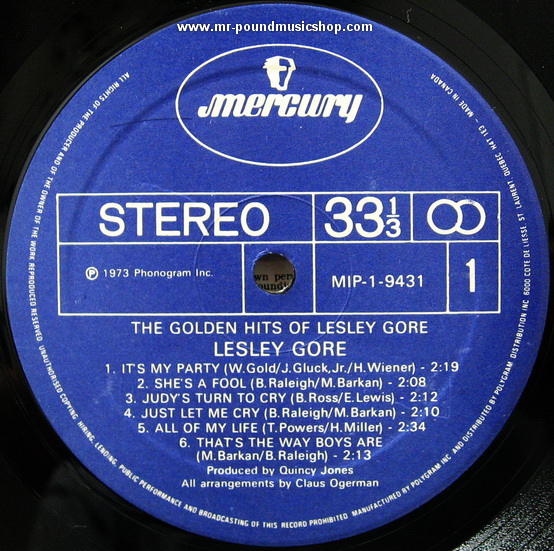 www.mr-poundmusicshop.com
mercury
STEREO
33 1/3
℗ 1973 Phonogram Inc.
MIP-1-9431
1
THE GOLDEN HITS OF LESLEY GORE
LESLEY GORE
1. IT'S MY PARTY (W.Gold/J.Gluck,Jr./H.Wiener) - 2:19
2. SHE'S A FOOL (B.Raleigh/M.Barkan) - 2:08
3. JUDY'S TURN TO CRY (B.Ross/E.Lewis) - 2:12
4. JUST LET ME CRY (B.Raleigh/M.Barkan) - 2:10
5. ALL OF MY LIFE (T.Powers/H.Miller) - 2:34
6. THAT'S THE WAY BOYS ARE
(M.Barkan/B.Raleigh) - 2:13
Produced by Quincy Jones
All arrangements by Claus Ogerman
ALL RIGHTS OF THE PRODUCER AND OF THE OWNER OF THE WORK REPRODUCED RESERVED. UNAUTHORISED COPYING, HIRING, LENDING, PUBLIC PERFORMANCE AND BROADCASTING OF THIS RECORD PROHIBITED. MANUFACTURED BY POLYGRAM INC AND DISTRIBUTED BY POLYGRAM DISTRIBUTION INC 6000 COTE DE LIESSE, ST LAURENT, QUEBEC H4T 1E3 - MADE IN CANADA